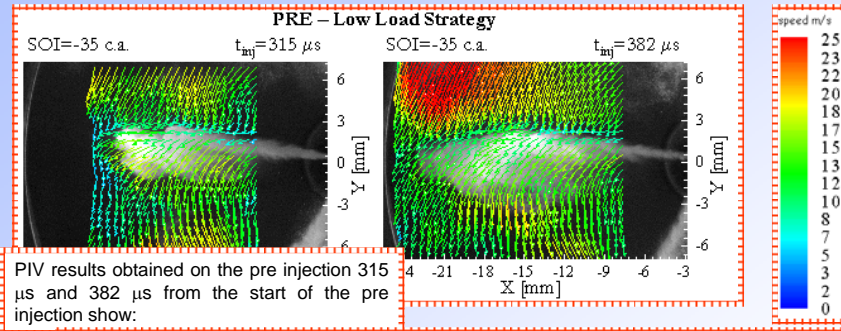 PRE – Low Load Strategy
SOI=-35 c.a.
t_inj=315 μs
SOI=-35 c.a.
t_inj=382 μs
6
3
0
-3
6
Y [mm]
6
3
0
-3
-6
Y [mm]
4 -21 -18 -15 -12 -9 -6 -3
X [mm]
PIV results obtained on the pre injection 315
μs and 382 μs from the start of the pre
injection show:
speed m/s
25
23
22
20
18
17
15
13
12
10
8
7
5
3
2
0